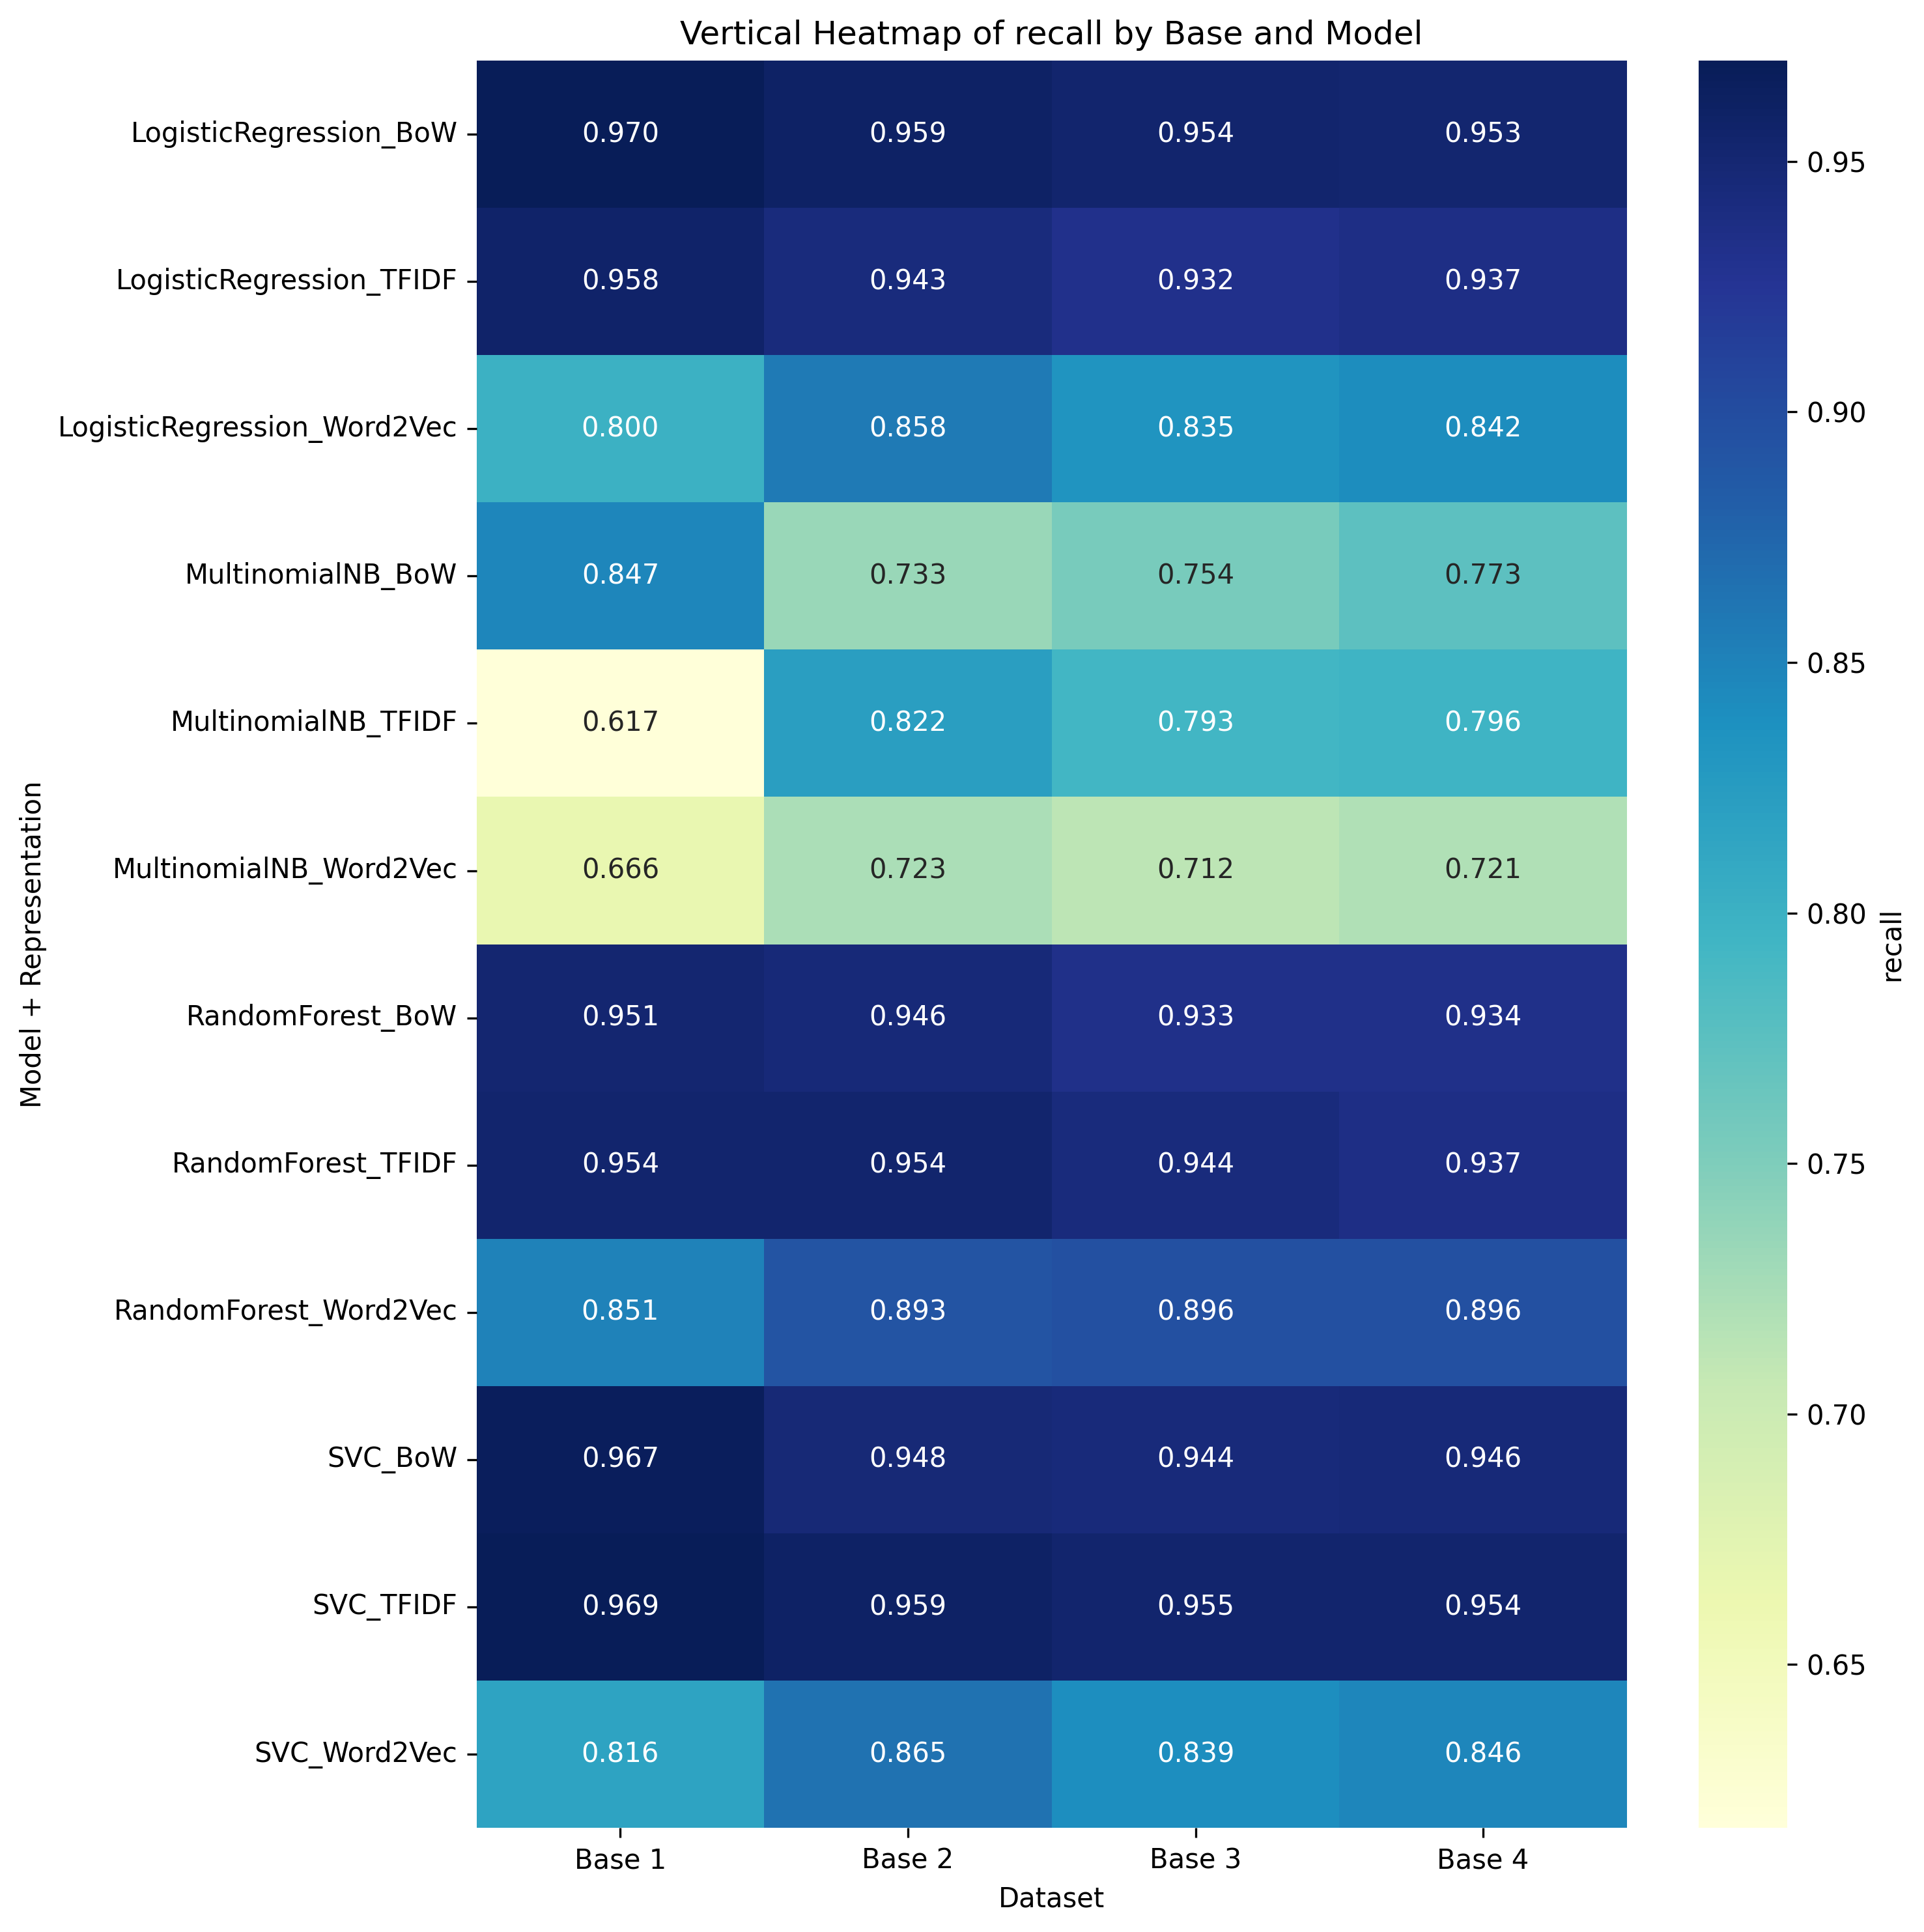 Vertical Heatmap of recall by Base and Model
LogisticRegression_BoW 0.970 0.959 0.954 0.953
LogisticRegression_TFIDF 0.958 0.943 0.932 0.937
LogisticRegression_Word2Vec 0.800 0.858 0.835 0.842
MultinomialNB_BoW 0.847 0.733 0.754 0.773
MultinomialNB_TFIDF 0.617 0.822 0.793 0.796
MultinomialNB_Word2Vec 0.666 0.723 0.712 0.721
RandomForest_BoW 0.951 0.946 0.933 0.934
RandomForest_TFIDF 0.954 0.954 0.944 0.937
RandomForest_Word2Vec 0.851 0.893 0.896 0.896
SVC_BoW 0.967 0.948 0.944 0.946
SVC_TFIDF 0.969 0.959 0.955 0.954
SVC_Word2Vec 0.816 0.865 0.839 0.846
Base 1 Base 2 Base 3 Base 4
Dataset
Model + Representation
0.95
0.90
0.85
0.80
0.75
0.70
0.65
recall